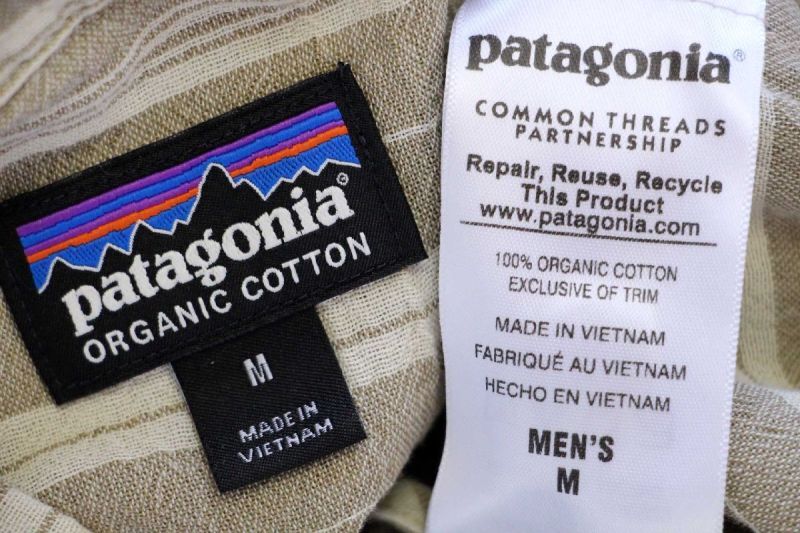 patagonia®
ORGANIC COTTON
M
MADE IN
VIETNAM
patagonia®
COMMON THREADS
PARTNERSHIP
Repair, Reuse, Recycle
This Product
www.patagonia.com
100% ORGANIC COTTON
EXCLUSIVE OF TRIM
MADE IN VIETNAM
FABRIQUÉ AU VIETNAM
HECHO EN VIETNAM
MEN'S
M